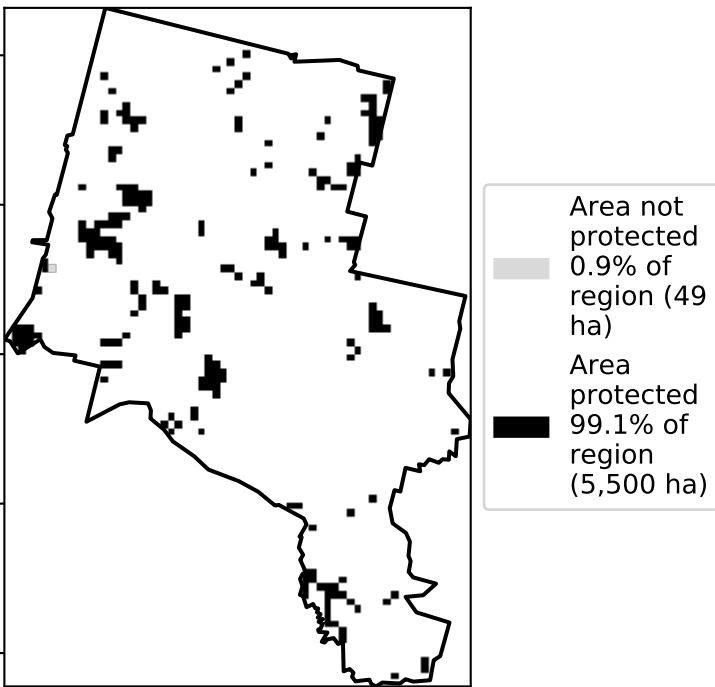 Area not
protected
0.9% of
region (49
ha)
Area
protected
99.1% of
region
(5,500 ha)